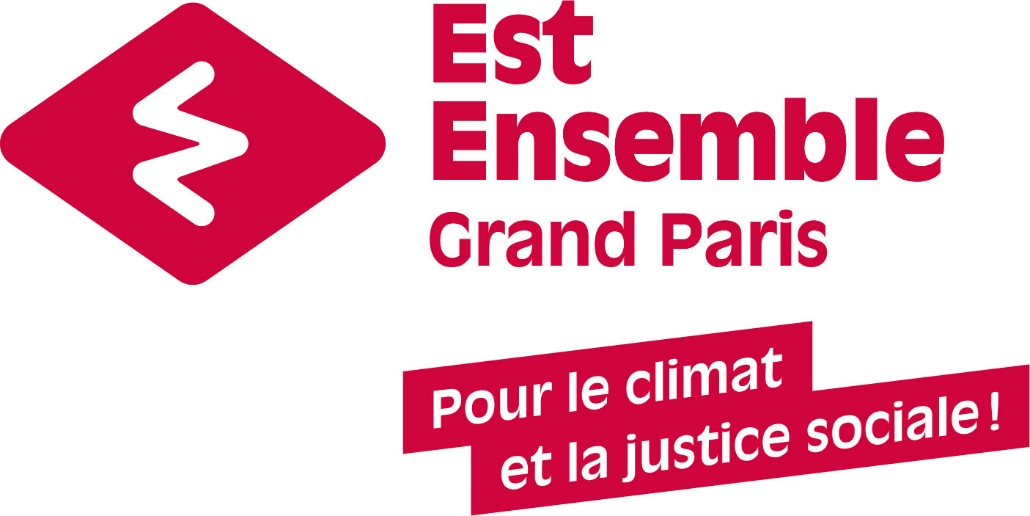 Est
Ensemble
Grand Paris
Pour le climat
et la justice sociale !